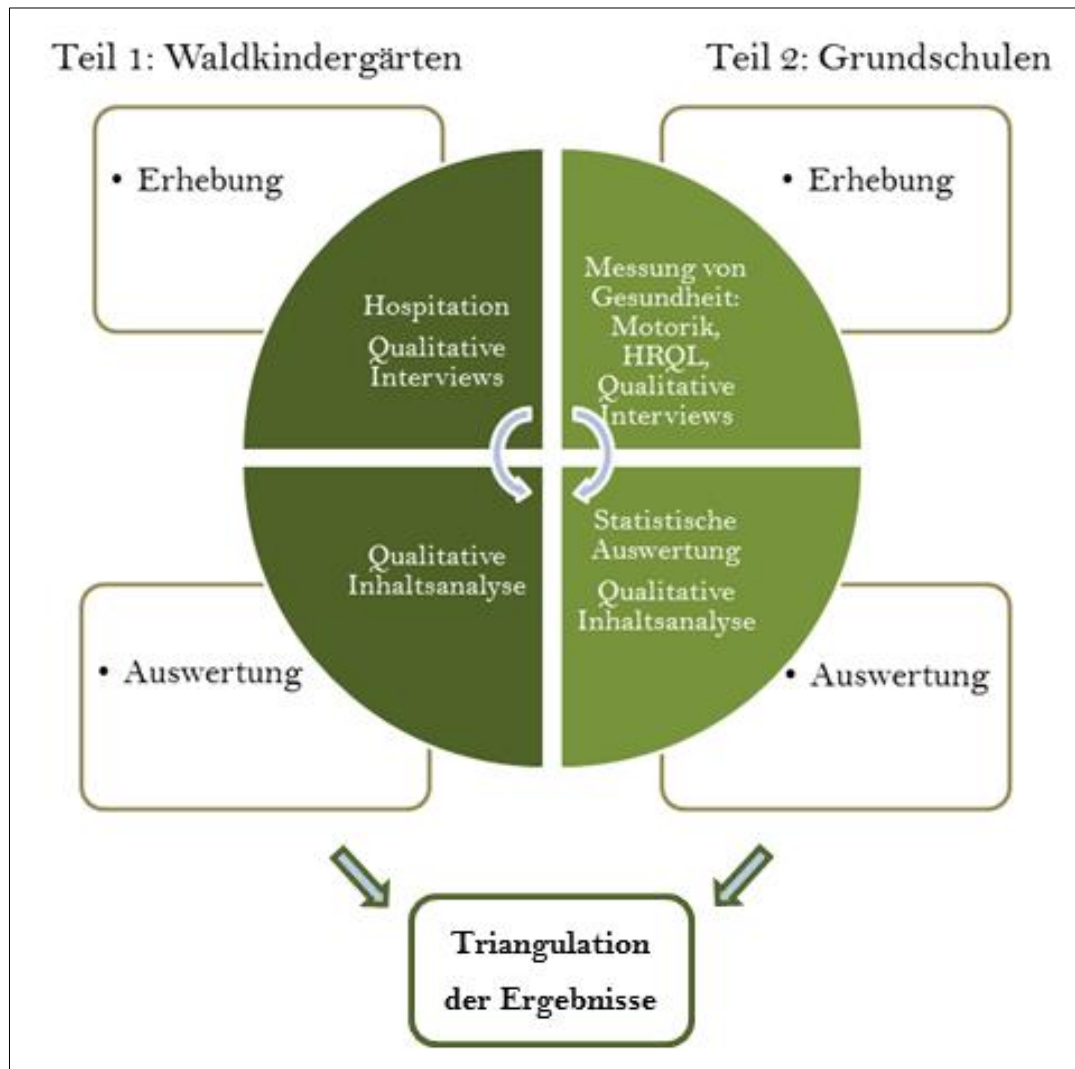 Teil 1: Waldkindergärten
Teil 2: Grundschulen
• Erhebung
• Erhebung
Hospitation
Qualitative
Interviews
Messung von
Gesundheit:
Motorik,
HRQL,
Qualitative
Interviews
Qualitative
Inhaltsanalyse
Statistische
Auswertung
Qualitative
Inhaltsanalyse
• Auswertung
• Auswertung
Triangulation
der Ergebnisse